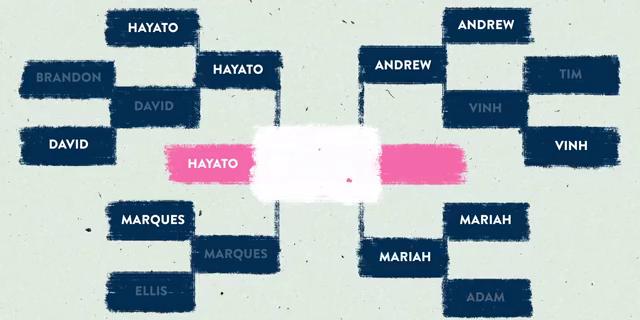 HAYATO
ANDREW
HAYATO
ANDREW
BRANDON
TIM
DAVID
VINH
DAVID
VINH
HAYATO
MARQUES
MARIAH
MARQUES
MARIAH
ELLIS
ADAM